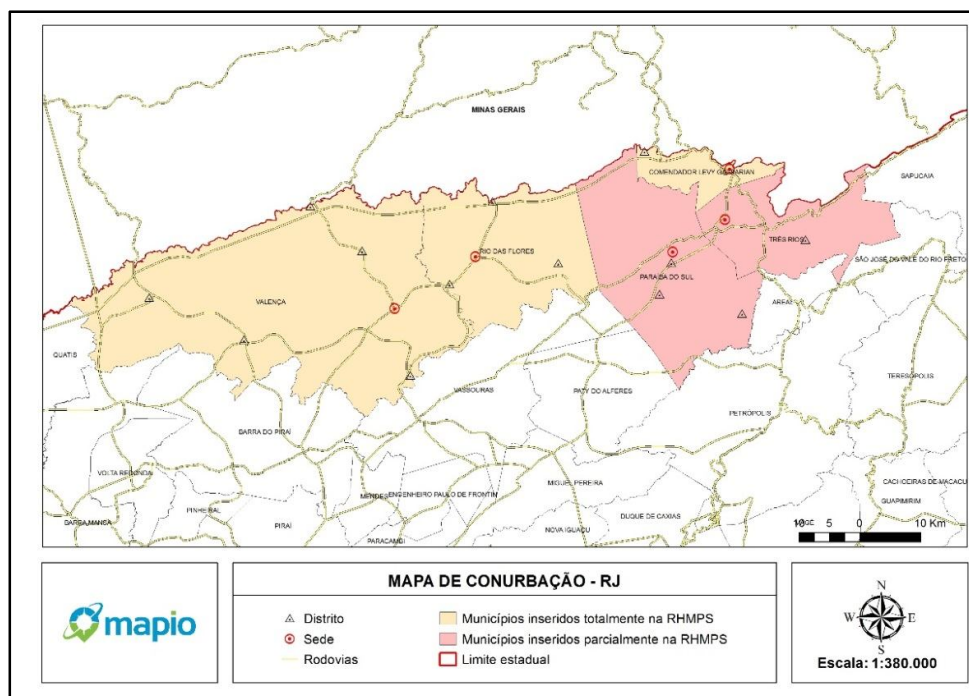 MINAS GERAIS
SAPUCAIA
COMENDADOR LEVY GASPARIAN
TRÊS RIOS
SÃO JOSÉ DO VALE DO RIO PRETO
RIO DAS FLORES
PARAÍBA DO SUL
VALENÇA
AREAL
QUATIS
TERESÓPOLIS
VASSOURAS
PATY DO ALFERES
PETRÓPOLIS
BARRA DO PIRAÍ
VOLTA REDONDA
MENDES
ENGENHEIRO PAULO DE FRONTIN
MIGUEL PEREIRA
CACHOEIRAS DE MACACU
GUAPIMIRIM
PINHEIRAL
BARRA MANSA
PIRAÍ
DUQUE DE CAXIAS
NOVA IGUAÇU
PARACAMBI
10 5 0 10 Km
mapio
MAPA DE CONURBAÇÃO - RJ
Distrito
Sede
Rodovias
Municípios inseridos totalmente na RHMPS
Municípios inseridos parcialmente na RHMPS
Limite estadual
N
W E
S
Escala: 1:380.000